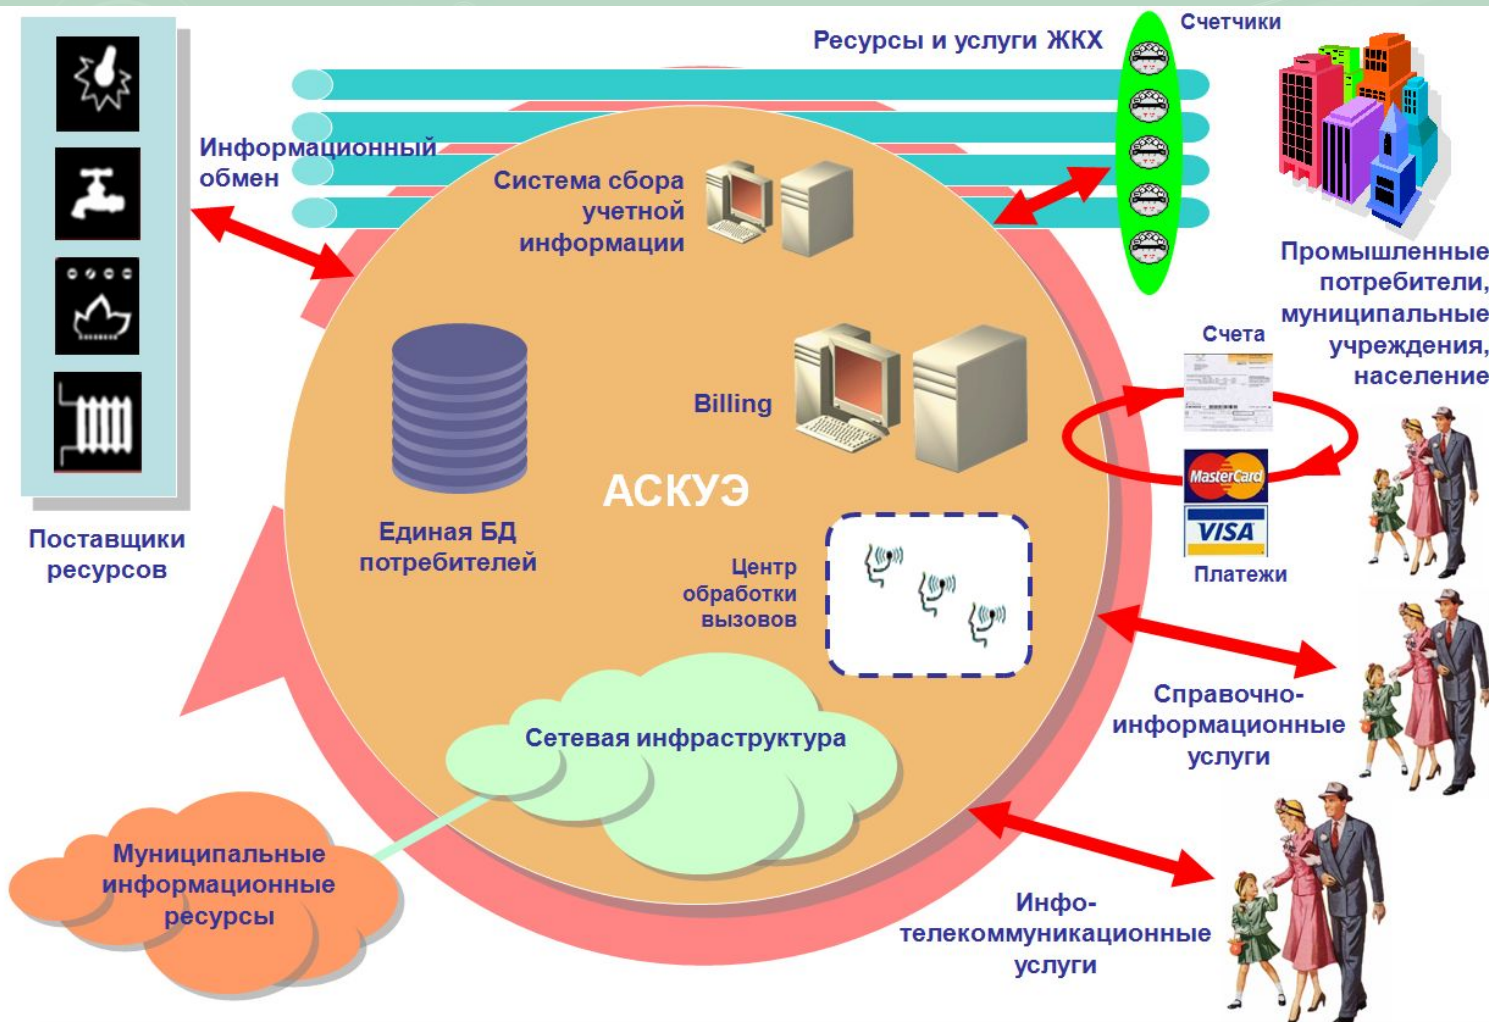 Ресурсы и услуги ЖКХ
Счетчики
Информационный
обмен
Система сбора
учетной
информации
Промышленные
потребители,
муниципальные
учреждения,
население
Счета
Billing
MasterCard
VISA
Платежи
АСКУЭ
Единая БД
потребителей
Поставщики
ресурсов
Центр
обработки
вызовов
Сетевая инфраструктура
Справочно-
информационные
услуги
Муниципальные
информационные
ресурсы
Инфо-
телекоммуникационные
услуги